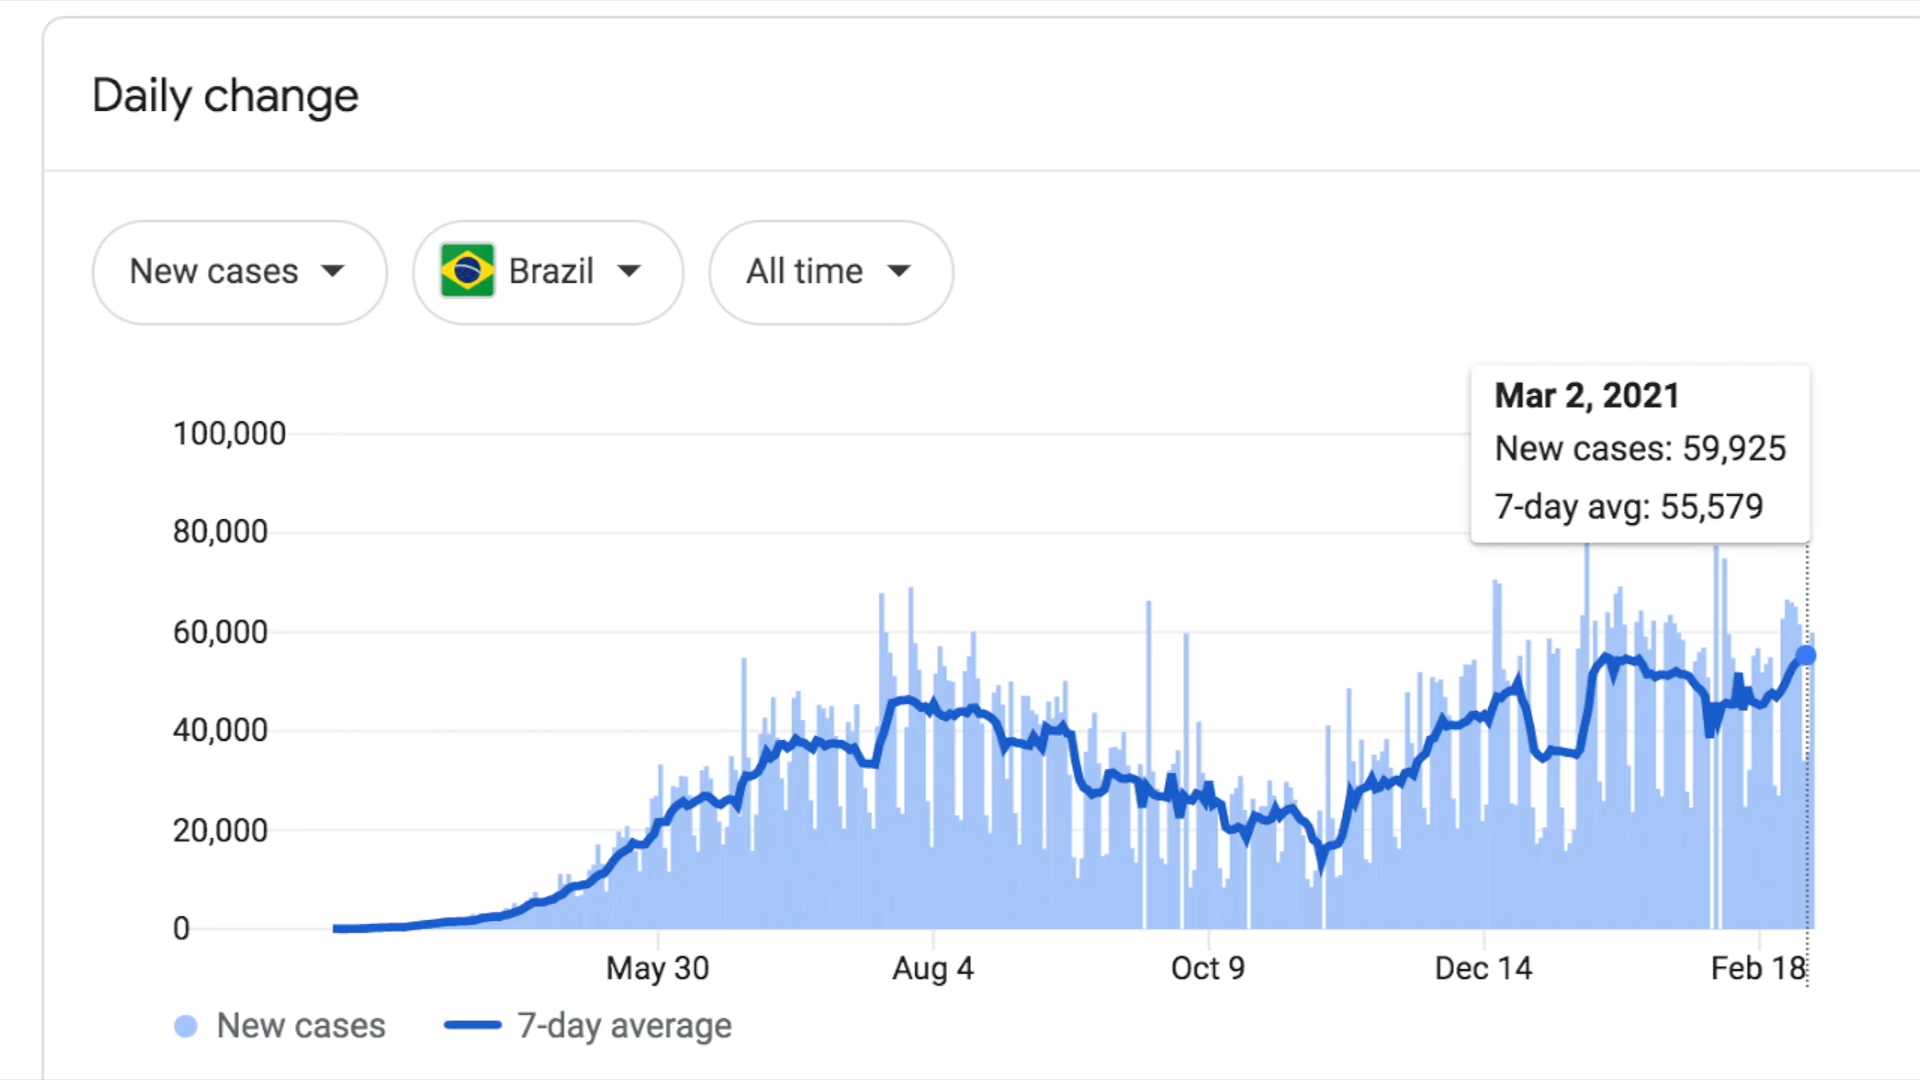 Daily change
New cases
Brazil
All time
Mar 2, 2021
New cases: 59,925
7-day avg: 55,579
100,000
80,000
60,000
40,000
20,000
0
May 30
Aug 4
Oct 9
Dec 14
Feb 18
New cases
7-day average